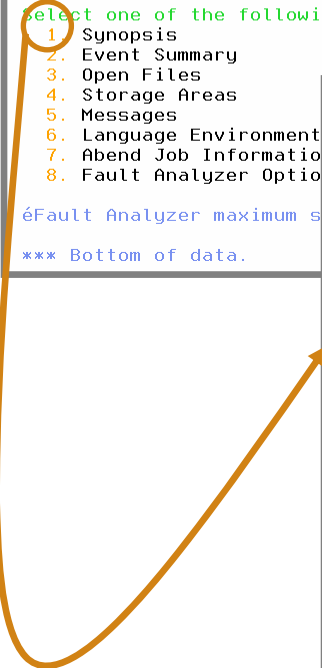 Select one of the followi
1. Synopsis
2. Event Summary
3. Open Files
4. Storage Areas
5. Messages
6. Language Environment
7. Abend Job Informatio
8. Fault Analyzer Optio
éFault Analyzer maximum s
*** Bottom of data.